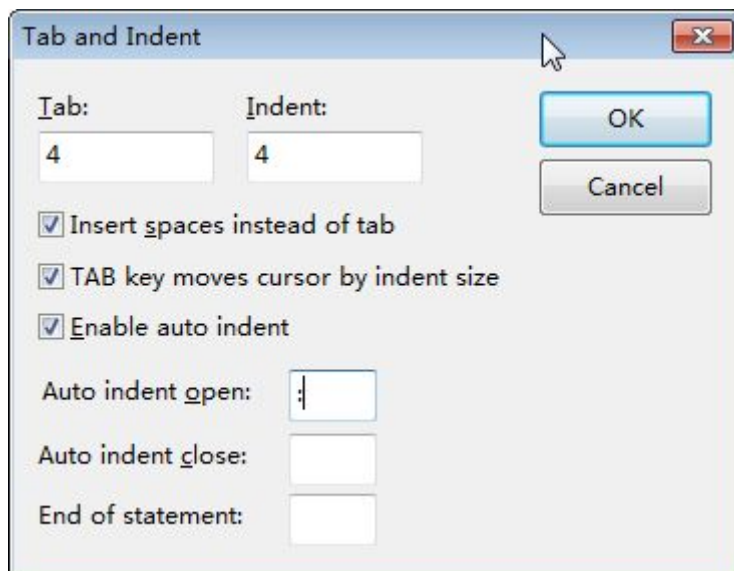 Tab and Indent
Tab:
Indent:
OK
4
4
Cancel
Insert spaces instead of tab
TAB key moves cursor by indent size
Enable auto indent
Auto indent open:
:
Auto indent close:
End of statement: